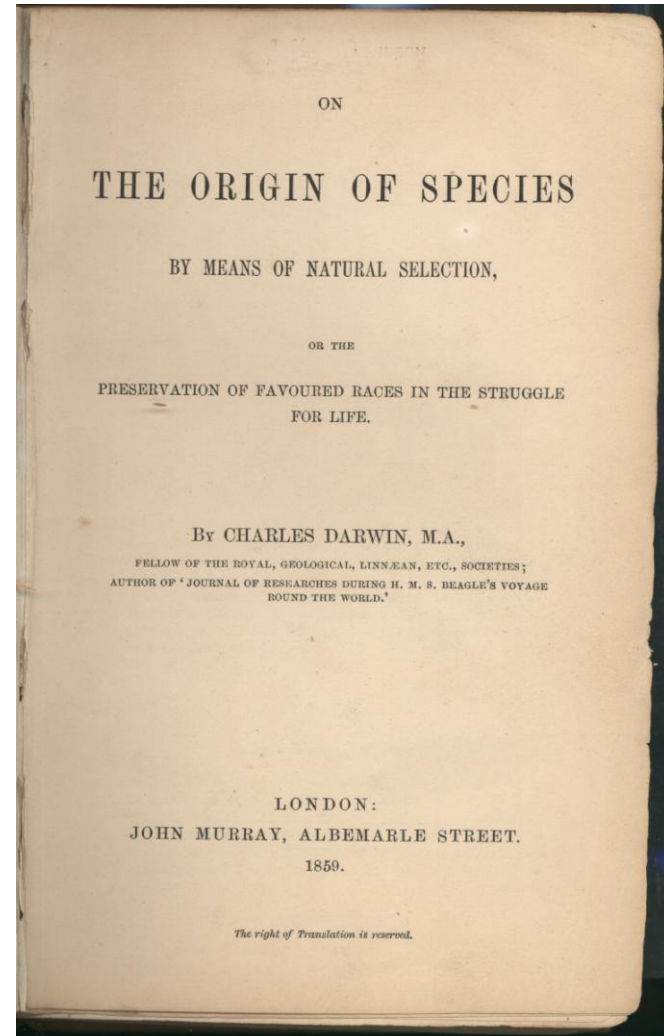 ON
THE ORIGIN OF SPECIES
BY MEANS OF NATURAL SELECTION,
OR THE
PRESERVATION OF FAVOURED RACES IN THE STRUGGLE
FOR LIFE.
BY CHARLES DARWIN, M.A.,
FELLOW OF THE ROYAL, GEOLOGICAL, LINNÆAN, ETC., SOCIETIES;
AUTHOR OF ‘JOURNAL OF RESEARCHES DURING H. M. S. BEAGLE’S VOYAGE
ROUND THE WORLD.’
LONDON:
JOHN MURRAY, ALBEMARLE STREET.
1859.
The right of Translation is reserved.